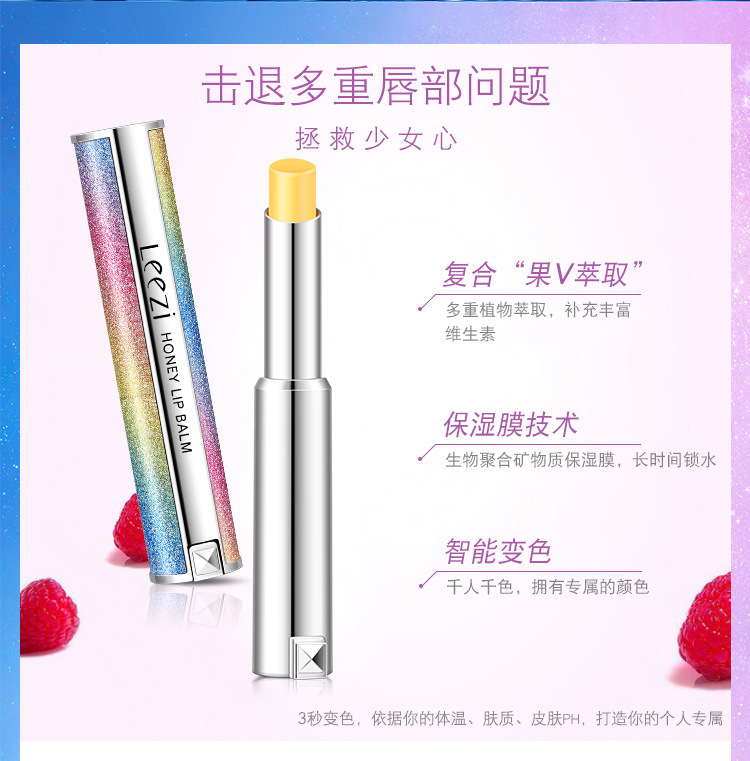 击退多重唇部问题
拯救少女心
Leezi HONEY LIP BALM
复合“果V萃取”
多重植物萃取，补充丰富
维生素
保湿膜技术
生物聚合矿物质保湿膜，长时间锁水
智能变色
千人千色，拥有专属的颜色
3秒变色，依据你的体温、肤质、皮肤PH，打造你的个人专属